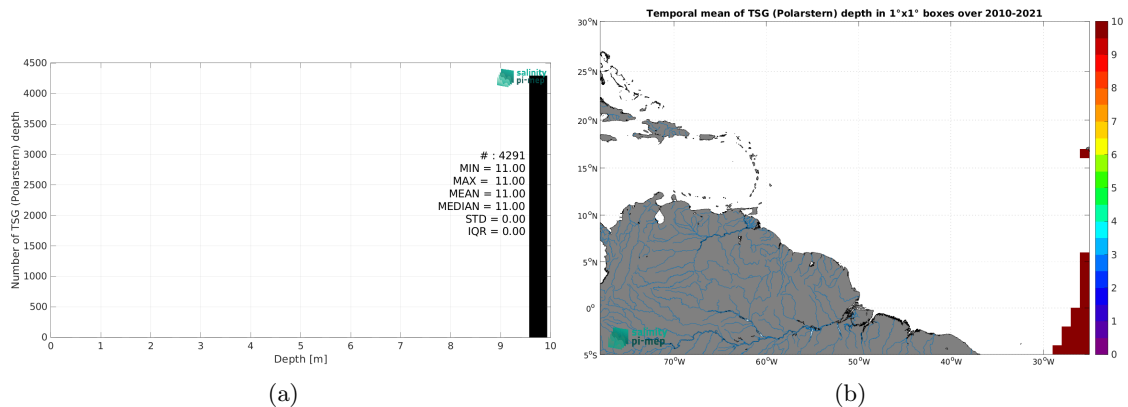 Temporal mean of TSG (Polarstern) depth in 1°x1° boxes over 2010-2021
salinity
pi-mep
# : 4291
MIN = 11.00
MAX = 11.00
MEAN = 11.00
MEDIAN = 11.00
STD = 0.00
IQR = 0.00
Number of TSG (Polarstern) depth
4500
4000
3500
3000
2500
2000
1500
1000
500
0
0 1 2 3 4 5 6 7 8 9 10
Depth [m]
(a)
30°N
25°N
20°N
15°N
10°N
5°N
0°
5°S
70°W 60°W 50°W 40°W 30°W
salinity
pi-mep
10
9
8
7
6
5
4
3
2
1
0
(b)